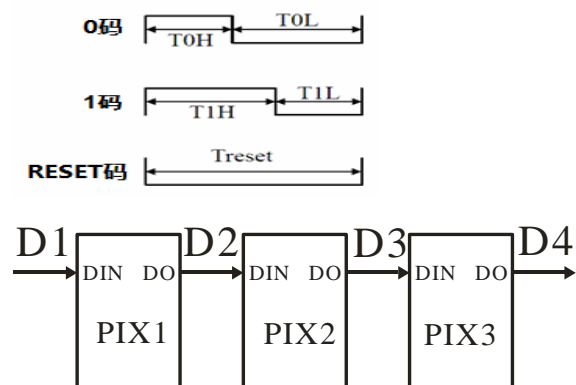 0码 T0H T0L
1码 T1H T1L
RESET码 Treset
D1 D2 D3 D4
DIN DO DIN DO DIN DO
PIX1 PIX2 PIX3